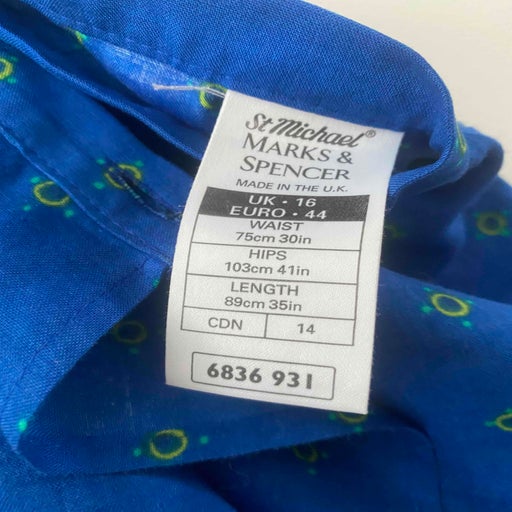 St Michael®
MARKS &
SPENCER
MADE IN THE U.K.
UK • 16
EURO • 44
WAIST
75cm 30in
HIPS
103cm 41in
LENGTH
89cm 35in
CDN 14
6836 931